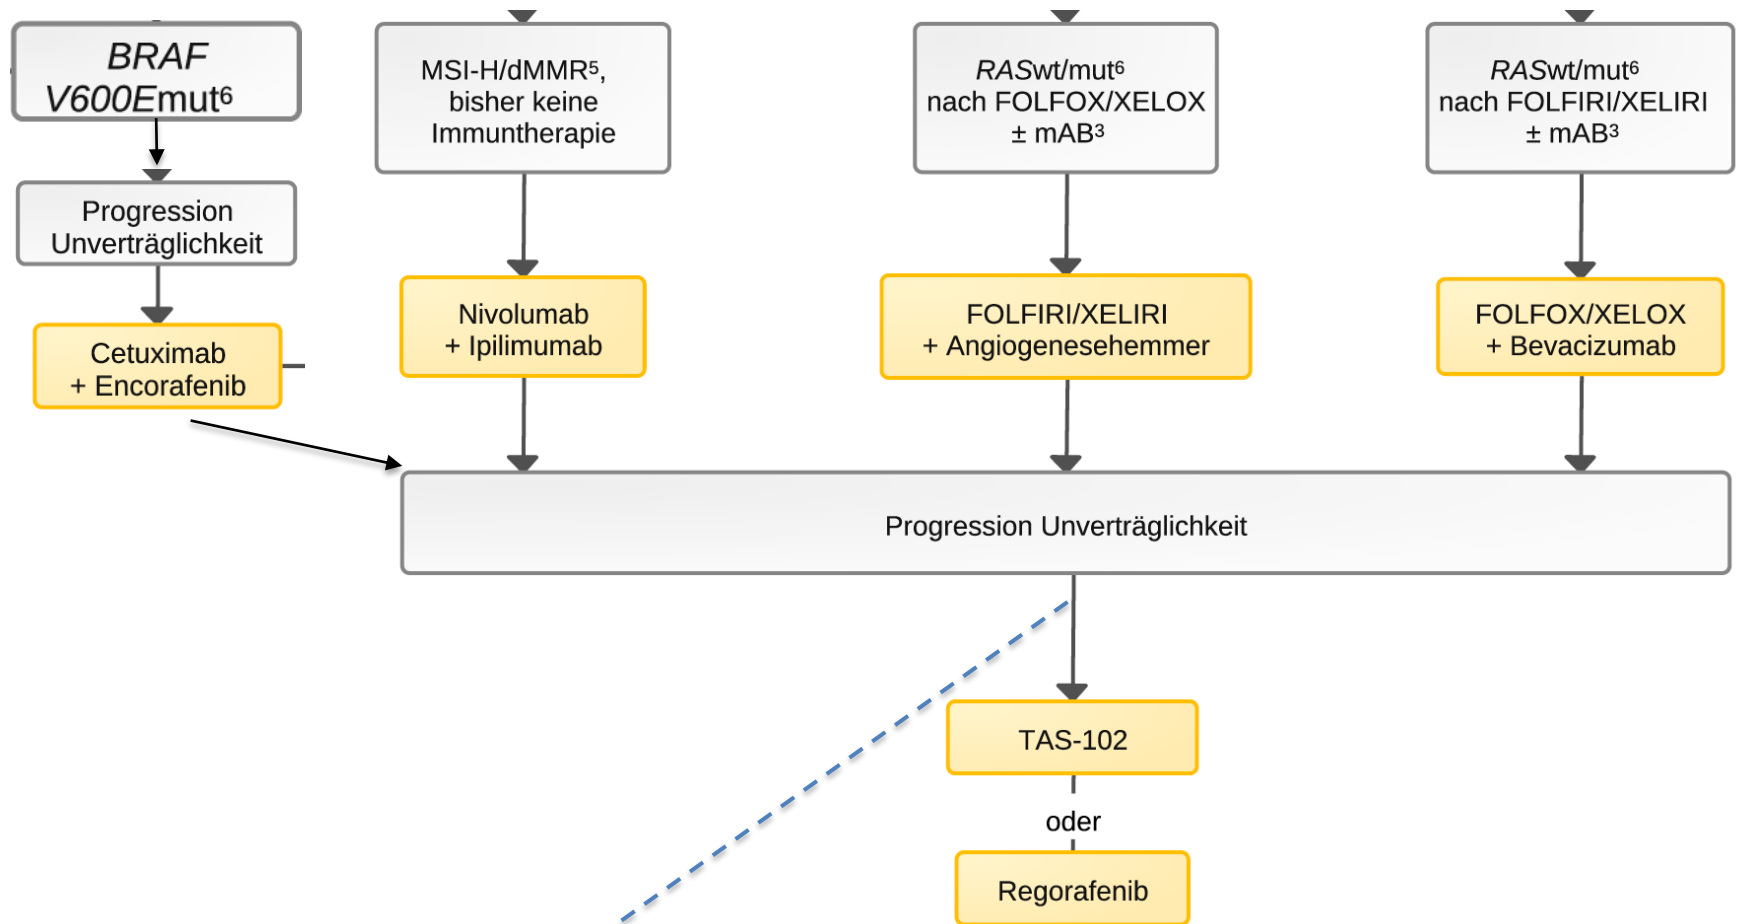 BRAF
V600Emut⁶
MSI-H/dMMR⁵,
bisher keine
Immuntherapie
RASwt/mut⁶
nach FOLFOX/XELOX
± mAB³
RASwt/mut⁶
nach FOLFIRI/XELIRI
± mAB³
Progression
Unverträglichkeit
Cetuximab
+ Encorafenib
Nivolumab
+ Ipilimumab
FOLFIRI/XELIRI
+ Angiogenesehemmer
FOLFOX/XELOX
+ Bevacizumab
Progression Unverträglichkeit
TAS-102
oder
Regorafenib